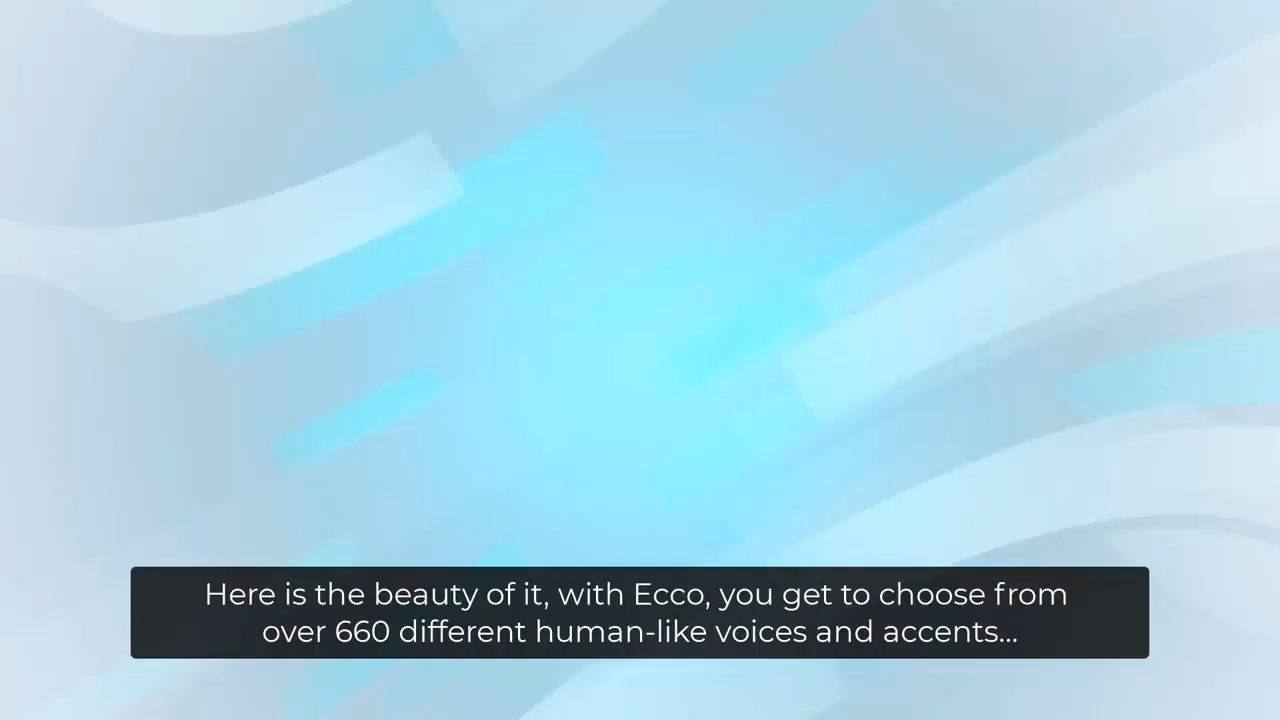 Here is the beauty of it, with Ecco, you get to choose from
over 660 different human-like voices and accents...